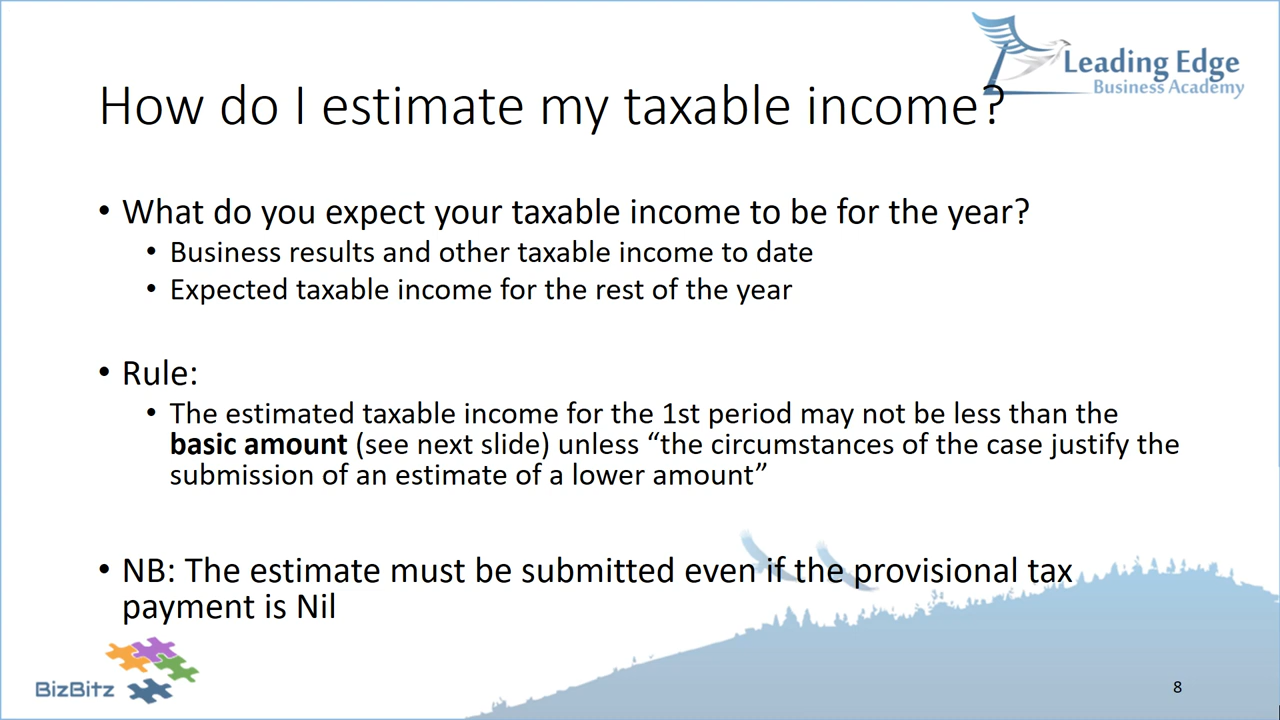 Leading Edge
Business Academy
How do I estimate my taxable income?
• What do you expect your taxable income to be for the year?
• Business results and other taxable income to date
• Expected taxable income for the rest of the year
• Rule:
• The estimated taxable income for the 1st period may not be less than the
basic amount (see next slide) unless “the circumstances of the case justify the
submission of an estimate of a lower amount”
• NB: The estimate must be submitted even if the provisional tax
payment is Nil
BizBitz
8